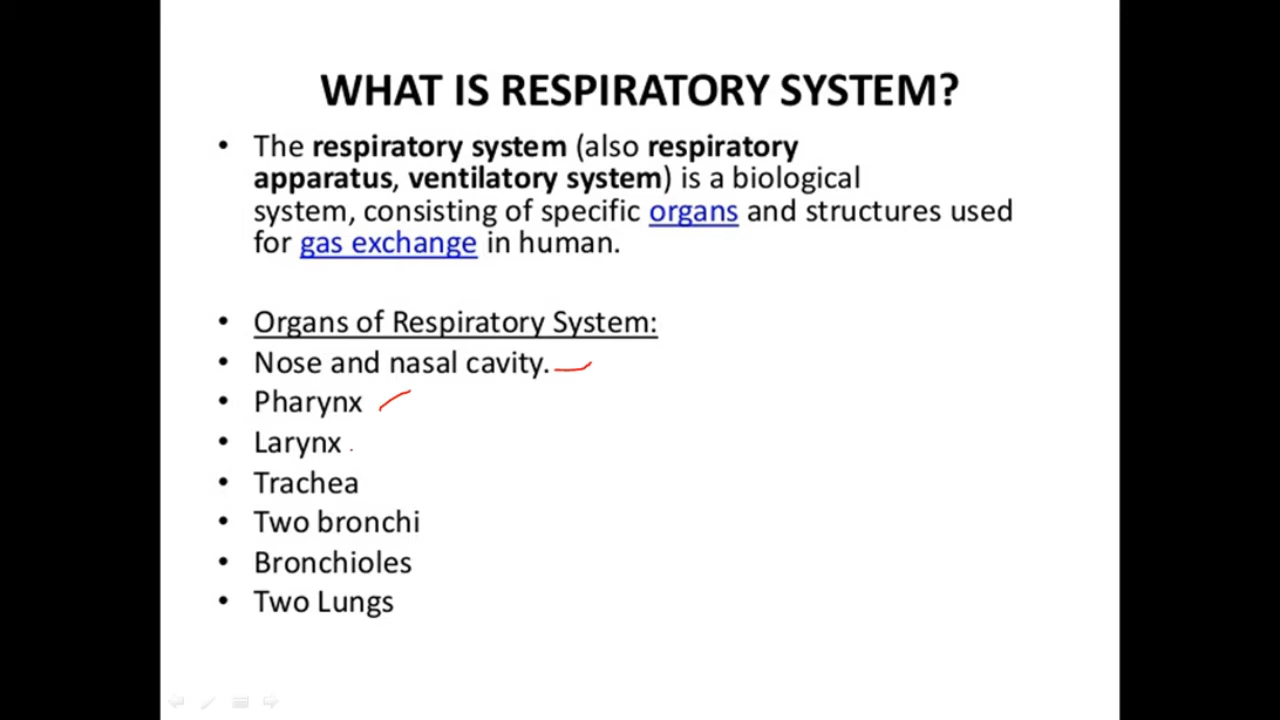 WHAT IS RESPIRATORY SYSTEM?
• The respiratory system (also respiratory
apparatus, ventilatory system) is a biological
system, consisting of specific organs and structures used
for gas exchange in human.
• Organs of Respiratory System:
• Nose and nasal cavity.
• Pharynx
• Larynx
• Trachea
• Two bronchi
• Bronchioles
• Two Lungs